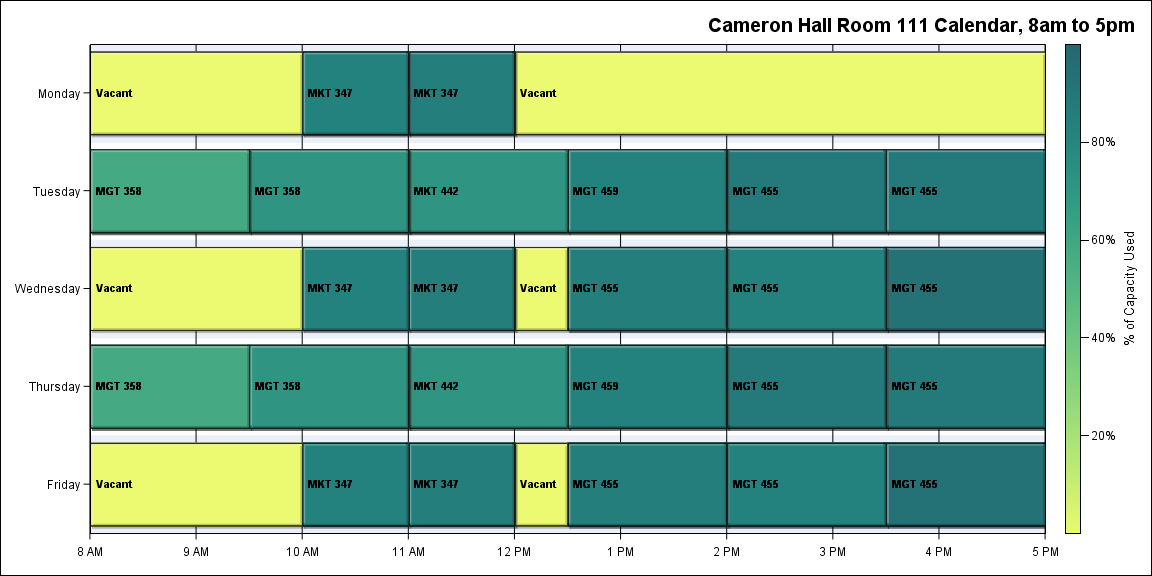 Cameron Hall Room 111 Calendar, 8am to 5pm
Monday
Vacant
MKT 347
MKT 347
Vacant
Tuesday
MGT 358
MGT 358
MKT 442
MGT 459
MGT 455
MGT 455
Wednesday
Vacant
MKT 347
MKT 347
Vacant
MGT 455
MGT 455
MGT 455
Thursday
MGT 358
MGT 358
MKT 442
MGT 459
MGT 455
MGT 455
Friday
Vacant
MKT 347
MKT 347
Vacant
MGT 455
MGT 455
MGT 455
8 AM
9 AM
10 AM
11 AM
12 PM
1 PM
2 PM
3 PM
4 PM
5 PM
80%
60%
40%
20%
% of Capacity Used